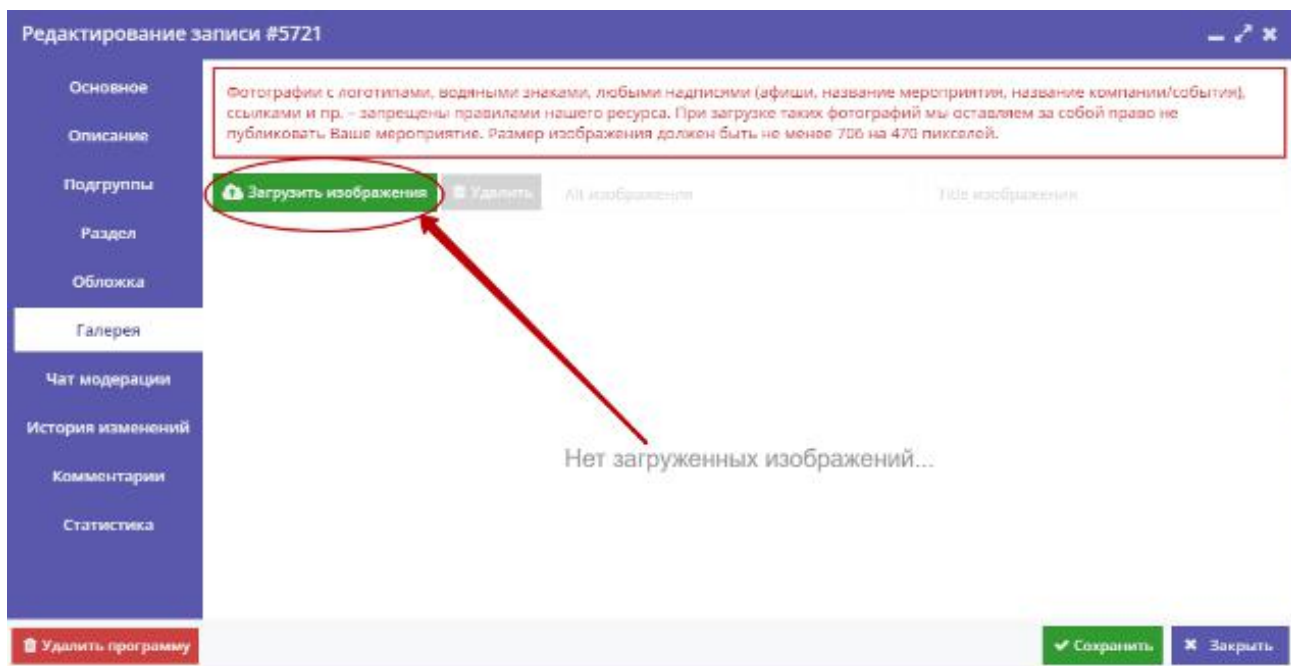 Редактирование записи #5721
Основное
Описание
Подгруппы
Раздел
Обложка
Галерея
Чат модерации
История изменений
Комментарии
Статистика
Фотографии с логотипами, водяными знаками, любыми надписями (афиши, название мероприятия, название компании/события),
ссылками и пр. – запрещены правилами нашего ресурса. При загрузке таких фотографий мы оставляем за собой право не
публиковать Ваше мероприятие. Размер изображения должен быть не менее 706 на 470 пикселей.
Загрузить изображения Удалить Alt изображения Title изображения
Нет загруженных изображений...
Удалить программу Сохранить Закрыть